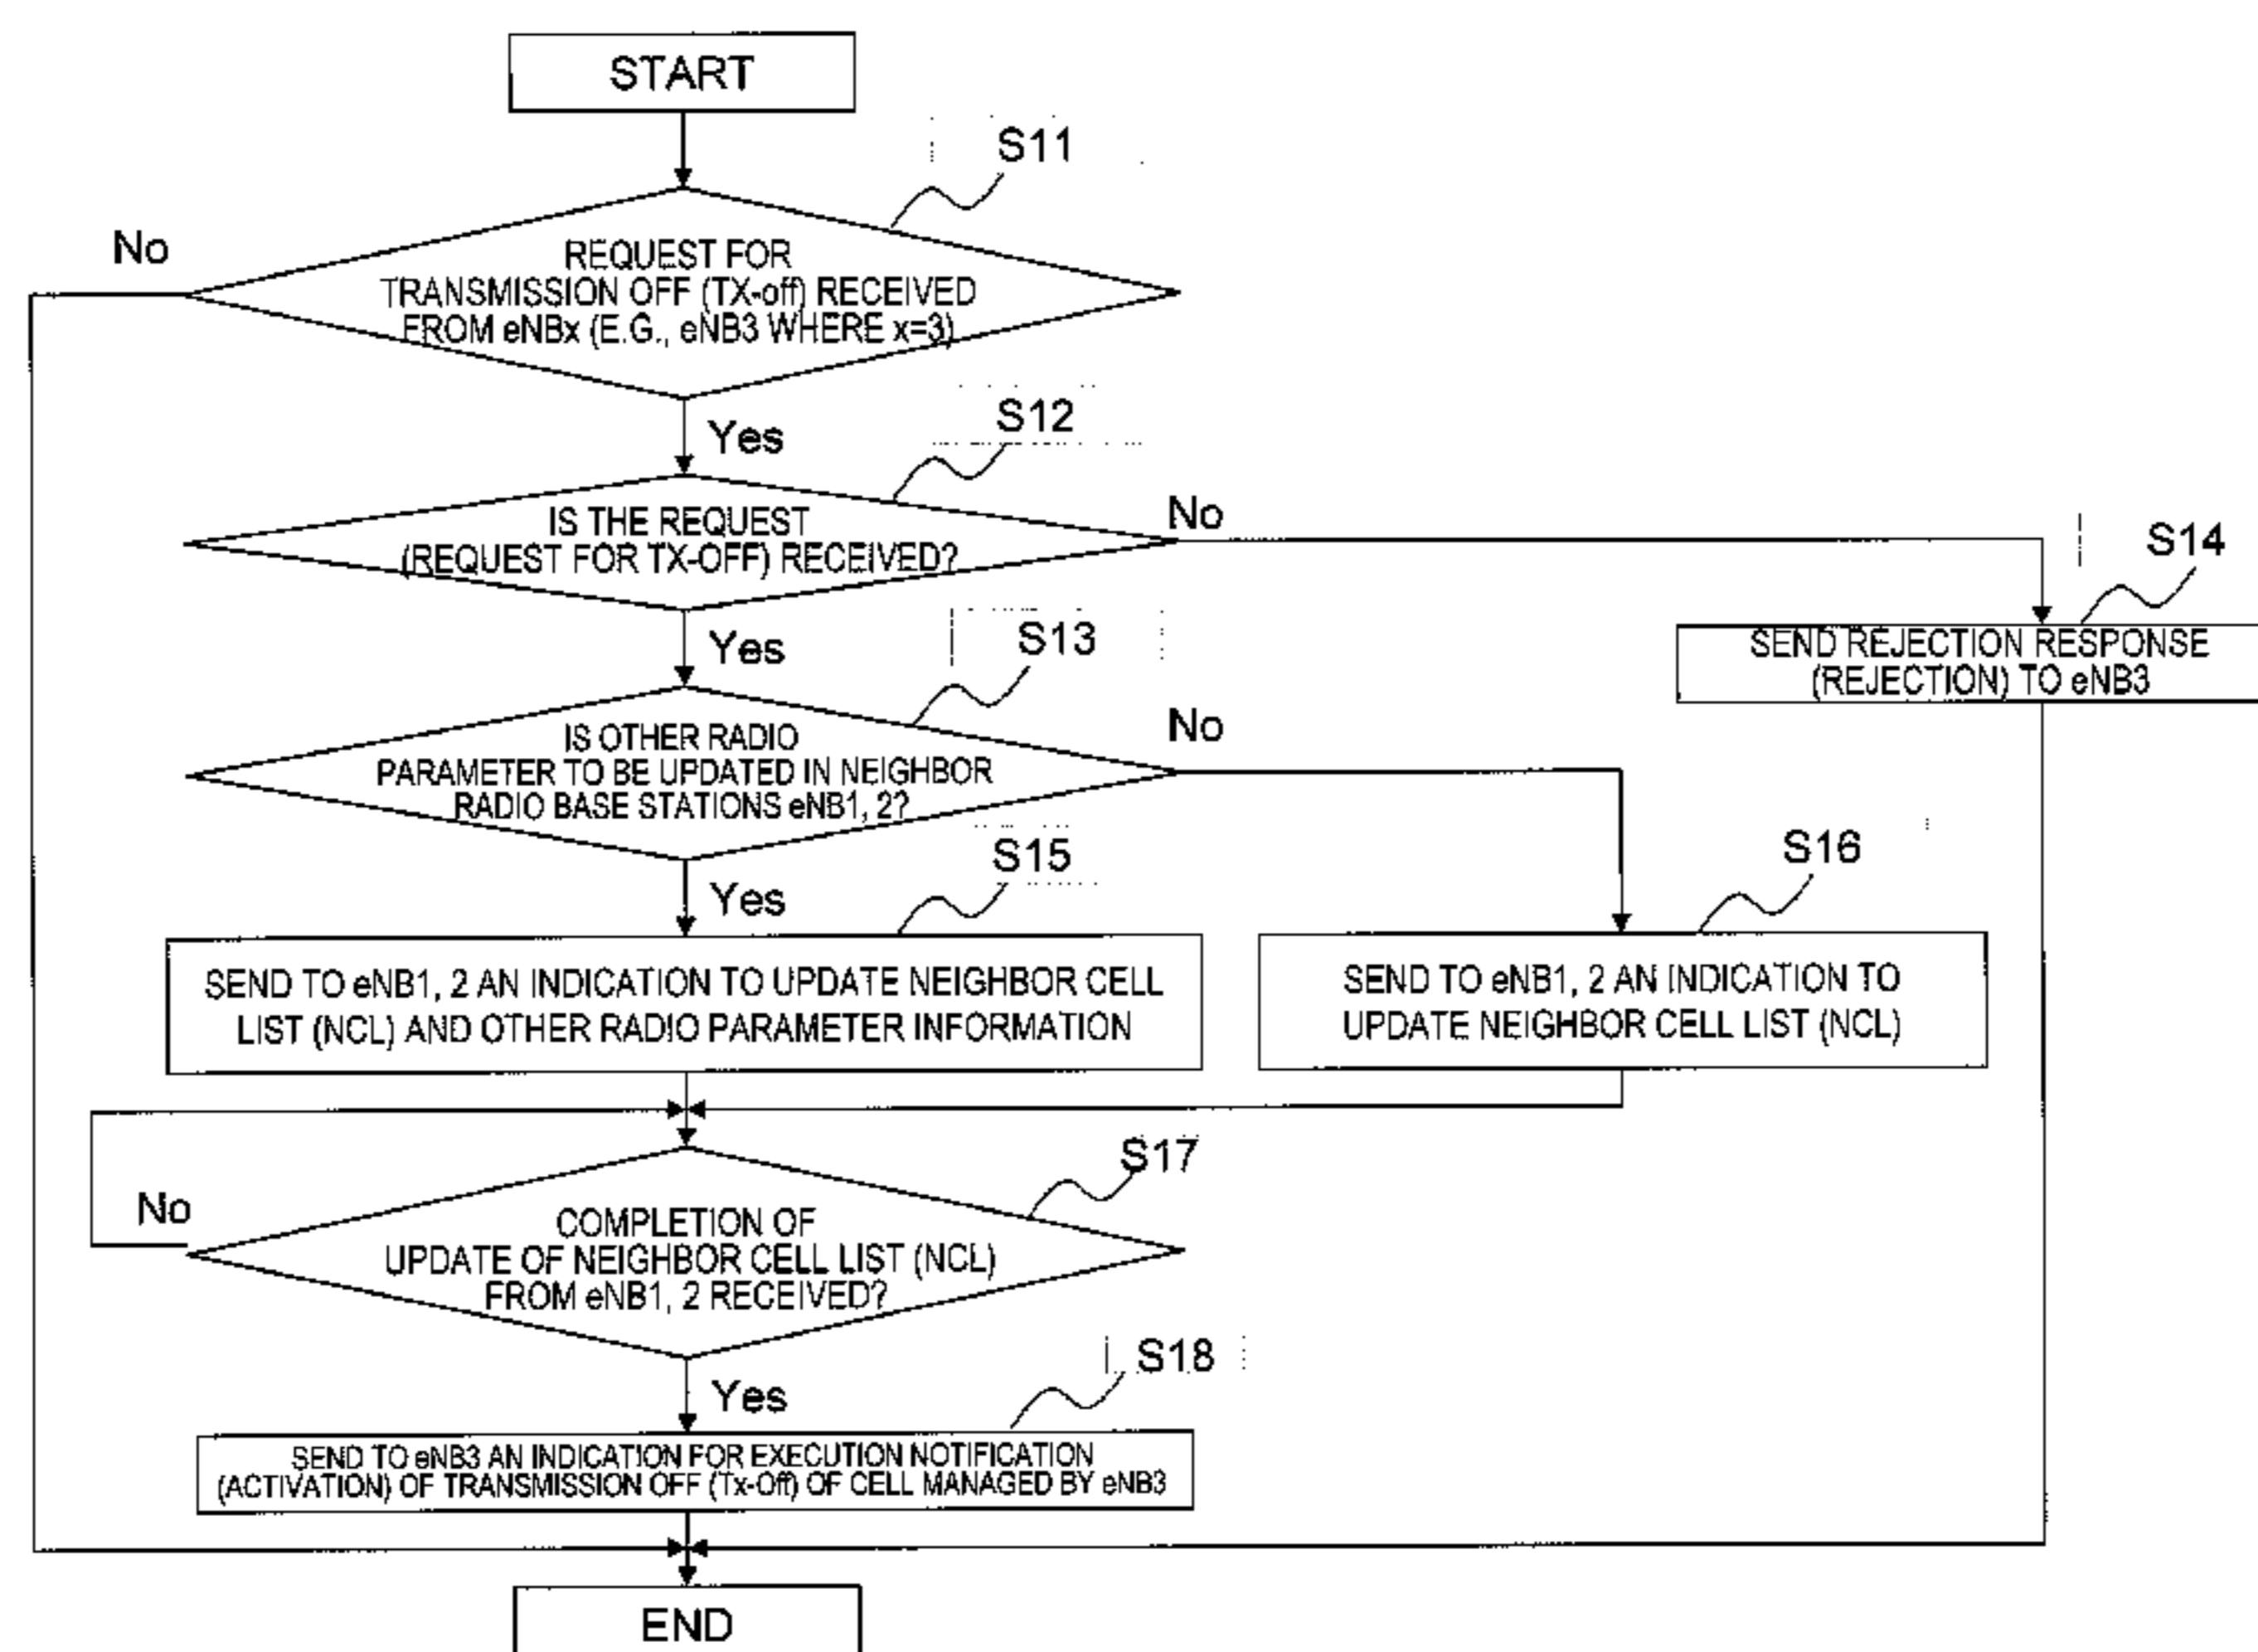 START
S11
No
REQUEST FOR
TRANSMISSION OFF (TX-off) RECEIVED
FROM eNBx (E.G., eNB3 WHERE x=3)
S12
Yes
IS THE REQUEST
(REQUEST FOR TX-OFF) RECEIVED?
No
S14
SEND REJECTION RESPONSE
(REJECTION) TO eNB3
Yes
S13
IS OTHER RADIO
PARAMETER TO BE UPDATED IN NEIGHBOR
RADIO BASE STATIONS eNB1, 2?
No
S15
Yes
S16
SEND TO eNB1, 2 AN INDICATION TO UPDATE NEIGHBOR CELL
LIST (NCL) AND OTHER RADIO PARAMETER INFORMATION
SEND TO eNB1, 2 AN INDICATION TO
UPDATE NEIGHBOR CELL LIST (NCL)
S17
No
COMPLETION OF
UPDATE OF NEIGHBOR CELL LIST (NCL)
FROM eNB1, 2 RECEIVED?
S18
Yes
SEND TO eNB3 AN INDICATION FOR EXECUTION NOTIFICATION
(ACTIVATION) OF TRANSMISSION OFF (Tx-Off) OF CELL MANAGED BY eNB3
END